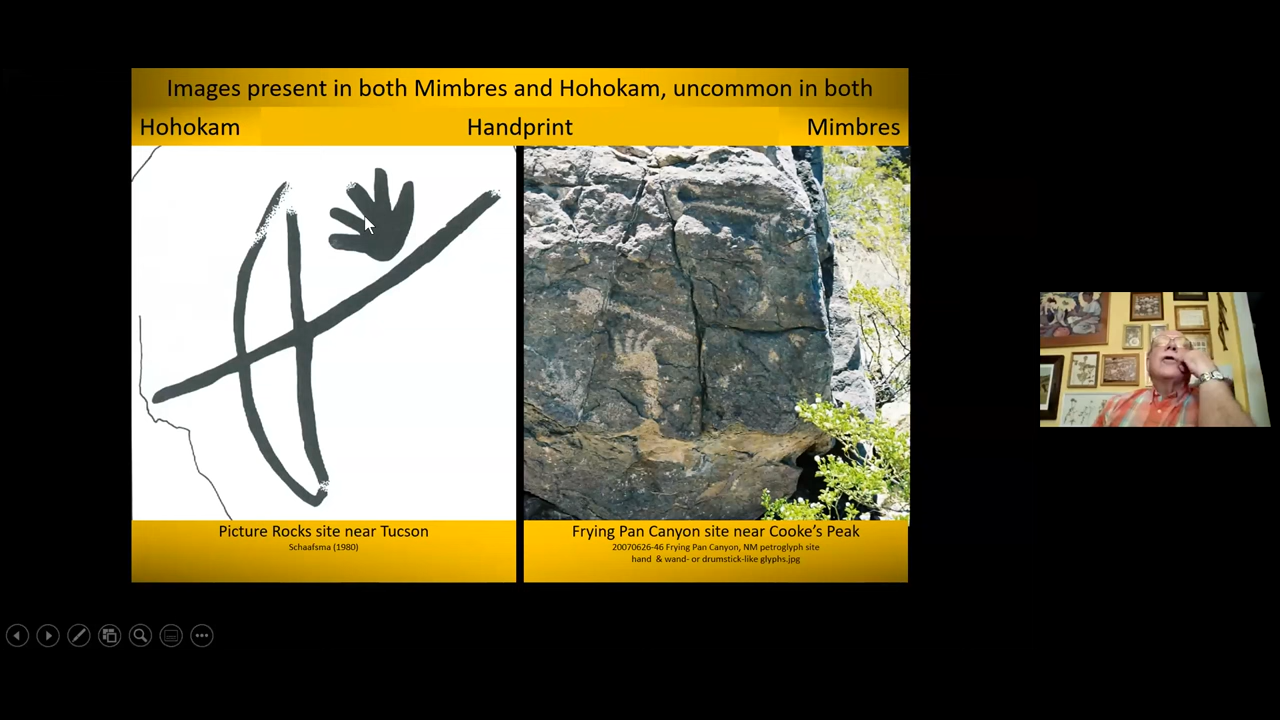 Images present in both Mimbres and Hohokam, uncommon in both
Hohokam
Handprint
Mimbres
Picture Rocks site near Tucson
Schaafsma (1980)
Frying Pan Canyon site near Cooke’s Peak
20070626-46 Frying Pan Canyon, NM petroglyph site
hand & wand- or drumstick-like glyphs.jpg